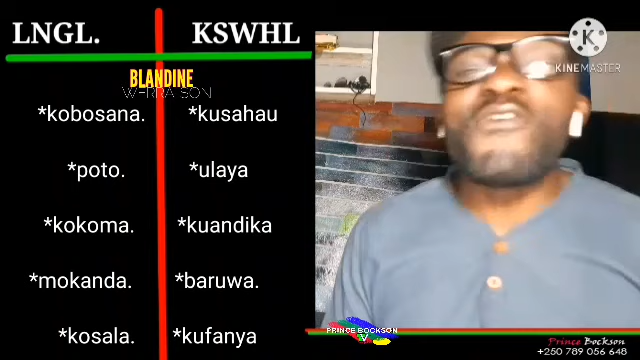 LNGL. KSWHL
BLANDINE
WERRASON
*kobosana. *kusahau
*poto. *ulaya
*kokoma. *kuandika
*mokanda. *baruwa.
*kosala. *kufanya
K
KINEMASTER
PRINCE BOCKSON
Prince Bockson
+250 789 056 648